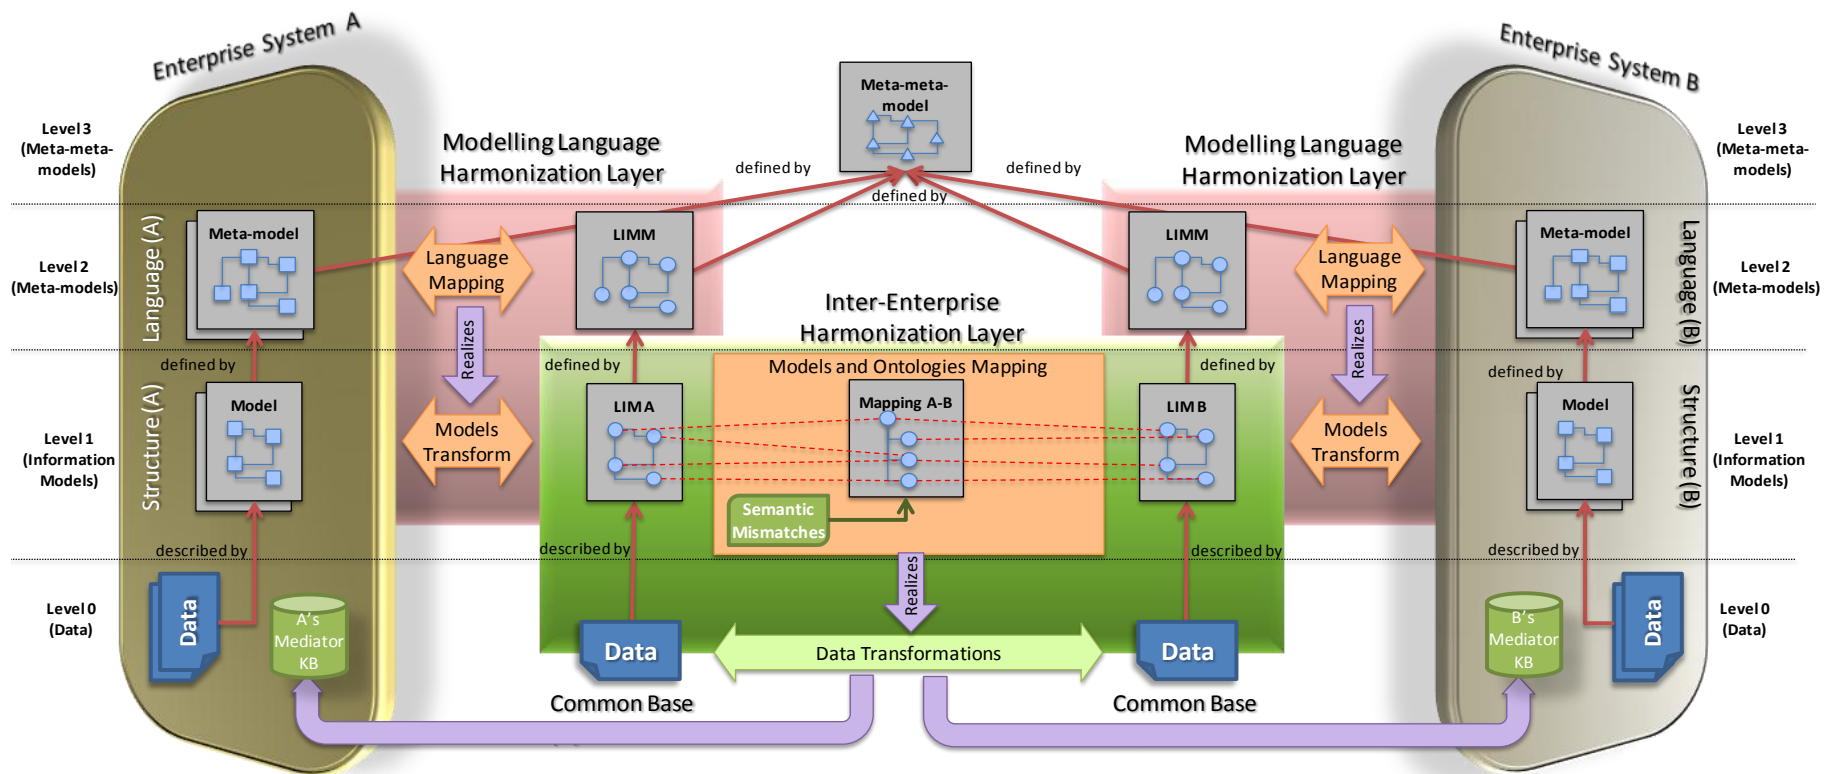 Enterprise System A
Enterprise System B
Meta-meta-
model
Level 3
(Meta-meta-
models)
Modelling Language
Harmonization Layer
defined by
defined by
defined by
Modelling Language
Harmonization Layer
Level 3
(Meta-meta-
models)
Language (A)
Meta-model
Language
Mapping
LIMM
LIMM
Language
Mapping
Meta-model
Language (B)
Level 2
(Meta-models)
Level 2
(Meta-models)
Inter-Enterprise
Harmonization Layer
Realizes
Realizes
defined by
defined by
defined by
defined by
Models and Ontologies Mapping
Structure (A)
Model
Models
Transform
LIM A
Mapping A-B
LIM B
Models
Transform
Model
Structure (B)
Level 1
(Information
Models)
Level 1
(Information
Models)
Semantic
Mismatches
described by
described by
described by
described by
Realizes
Level 0
(Data)
Data
A's
Mediator
KB
Data
Data Transformations
Data
B's
Mediator
KB
Data
Level 0
(Data)
Common Base
Common Base